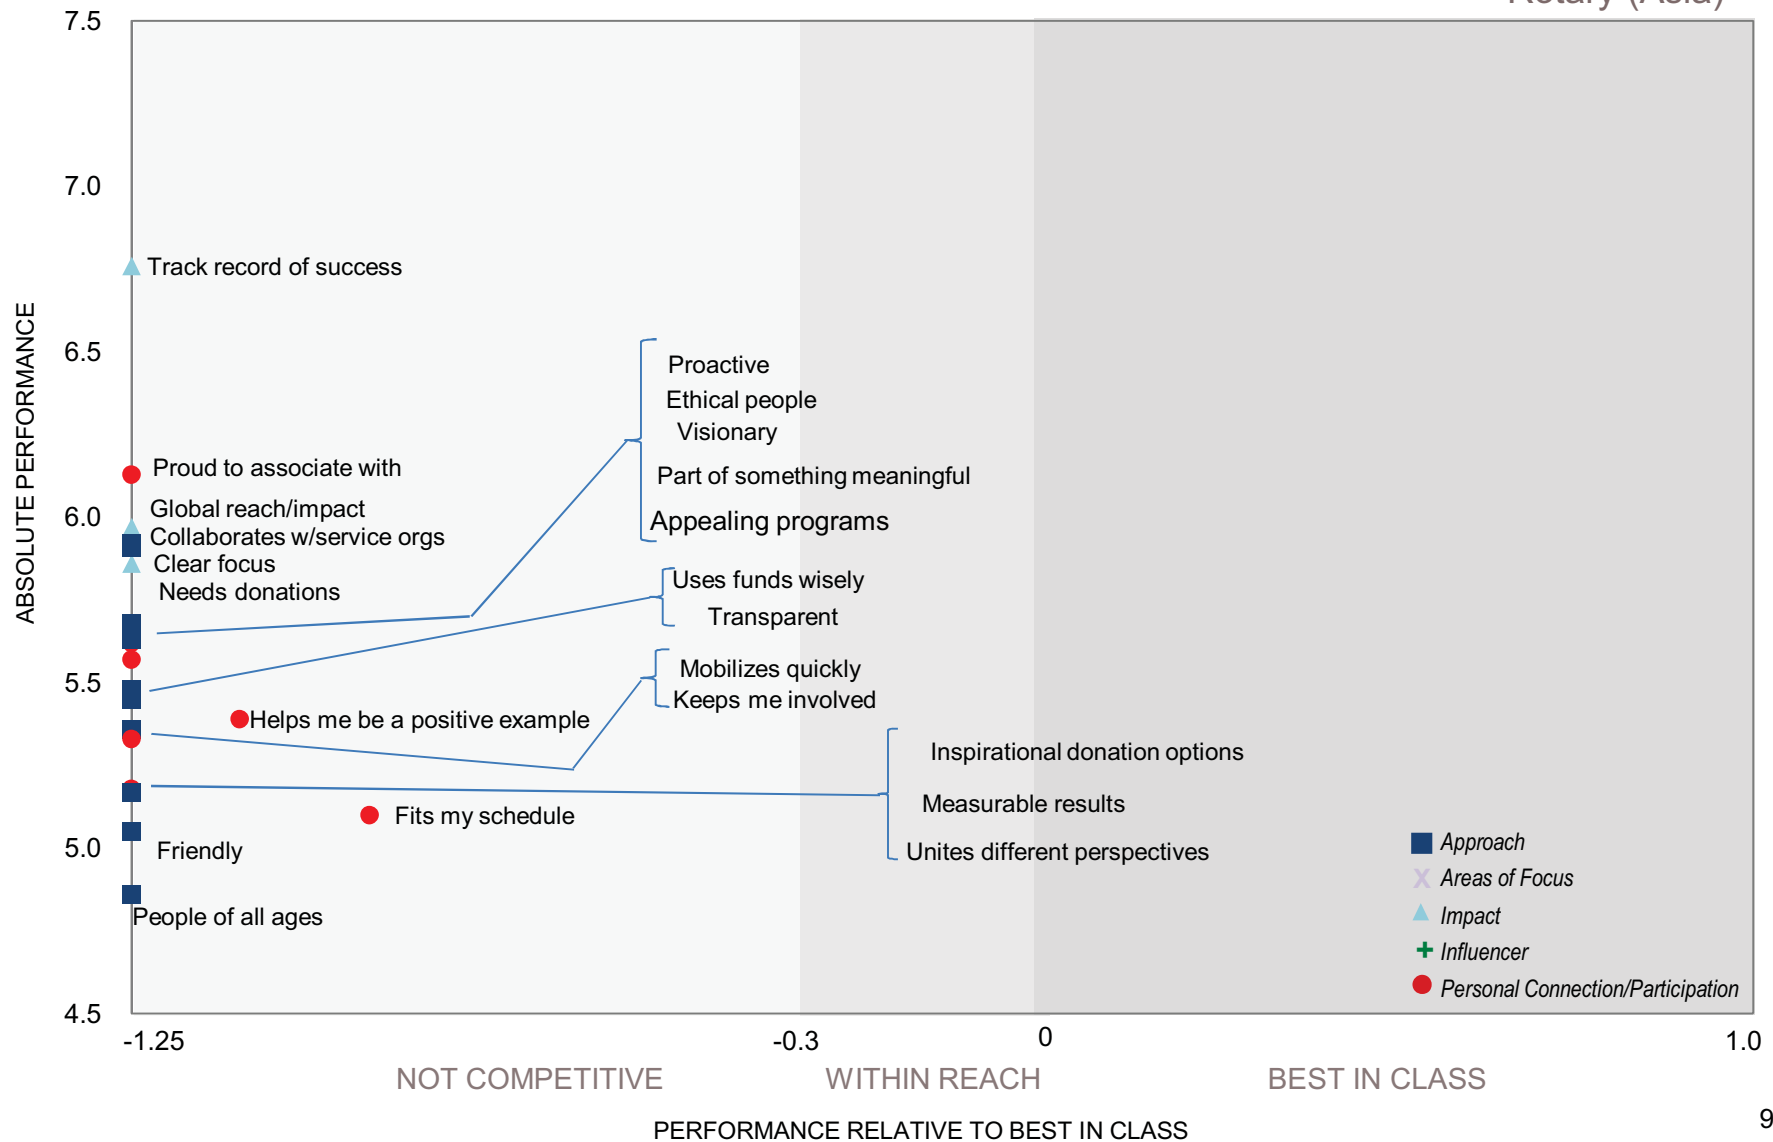 Rotary (Asia)
7.5
7.0
6.5
6.0
5.5
5.0
4.5
ABSOLUTE PERFORMANCE
Track record of success
Proud to associate with
Global reach/impact
Collaborates w/service orgs
Clear focus
Needs donations
Proactive
Ethical people
Visionary
Part of something meaningful
Appealing programs
Uses funds wisely
Transparent
Mobilizes quickly
Keeps me involved
Helps me be a positive example
Inspirational donation options
Measurable results
Unites different perspectives
Fits my schedule
Friendly
People of all ages
Approach
X Areas of Focus
Impact
+ Influencer
Personal Connection/Participation
-1.25
-0.3
0
1.0
NOT COMPETITIVE
WITHIN REACH
BEST IN CLASS
PERFORMANCE RELATIVE TO BEST IN CLASS
9